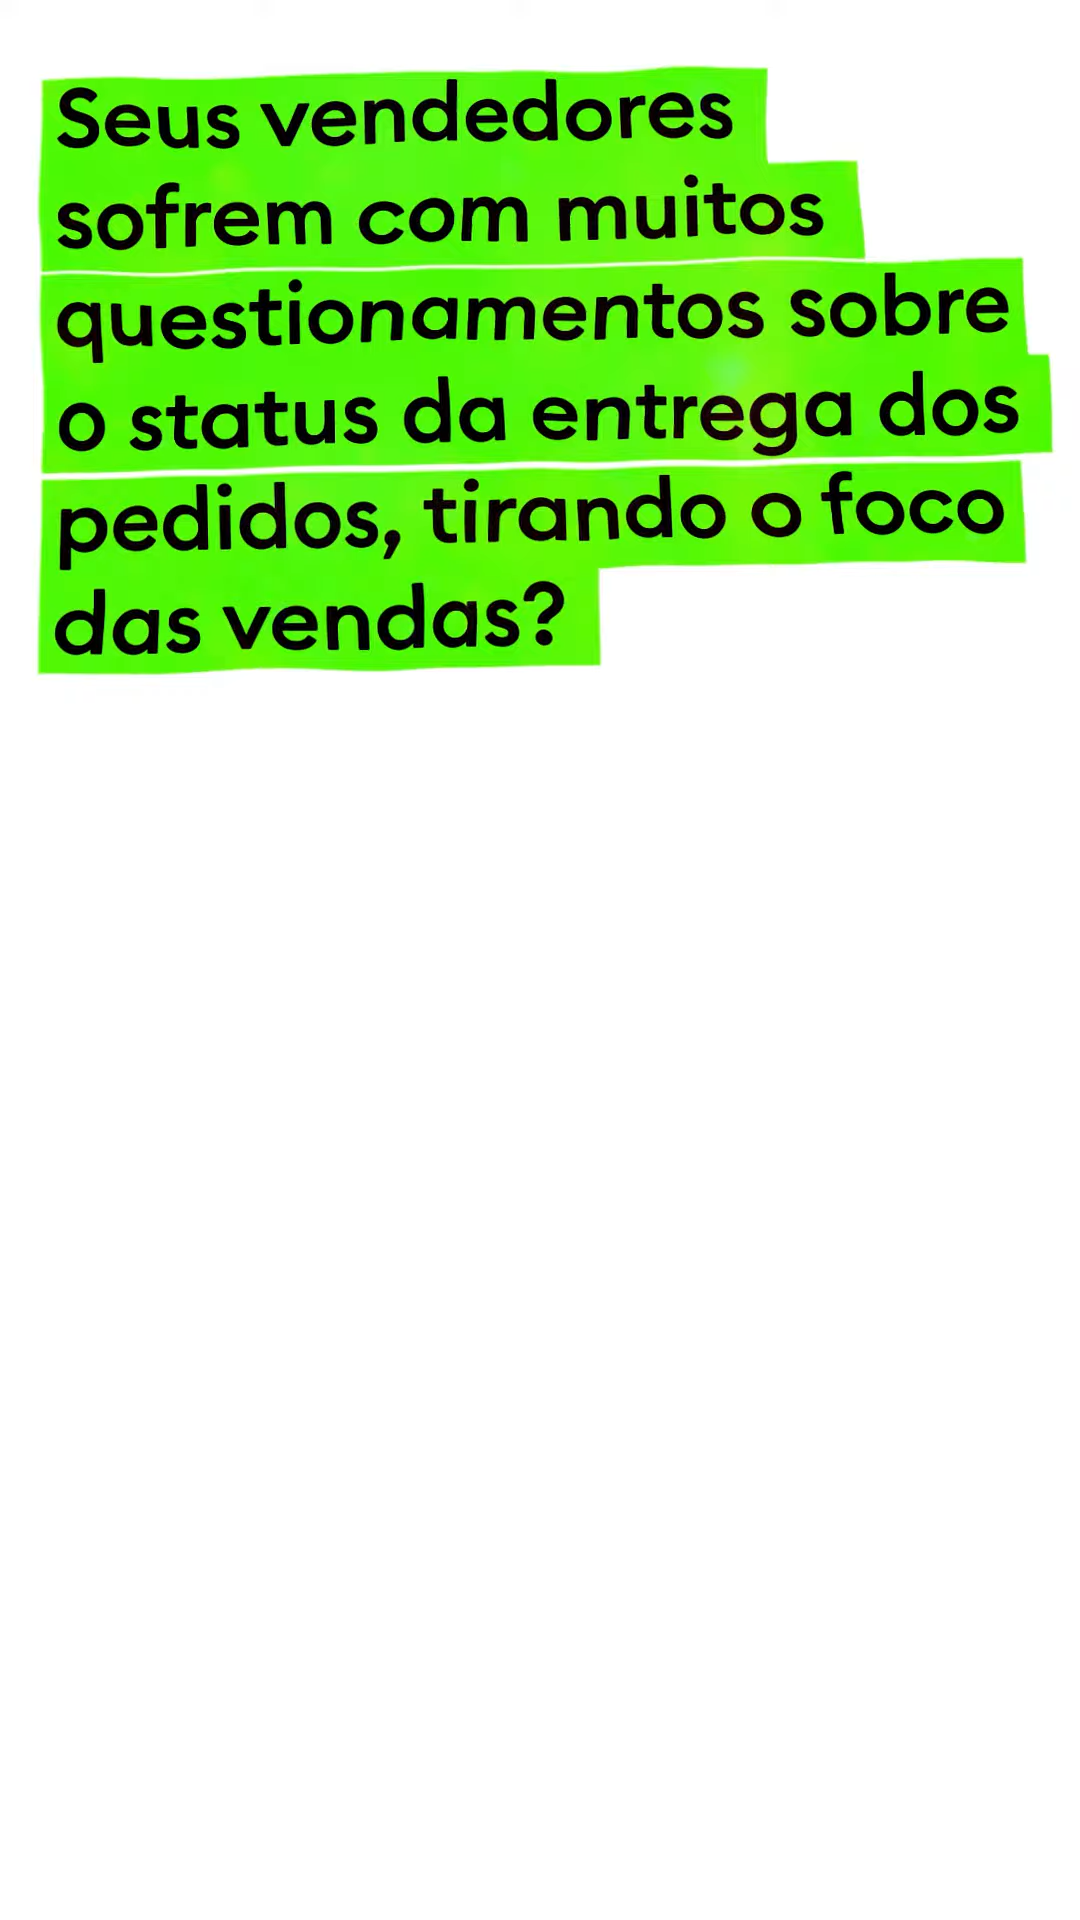 Seus vendedores
sofrem com muitos
questionamentos sobre
o status da entrega dos
pedidos, tirando o foco
das vendas?